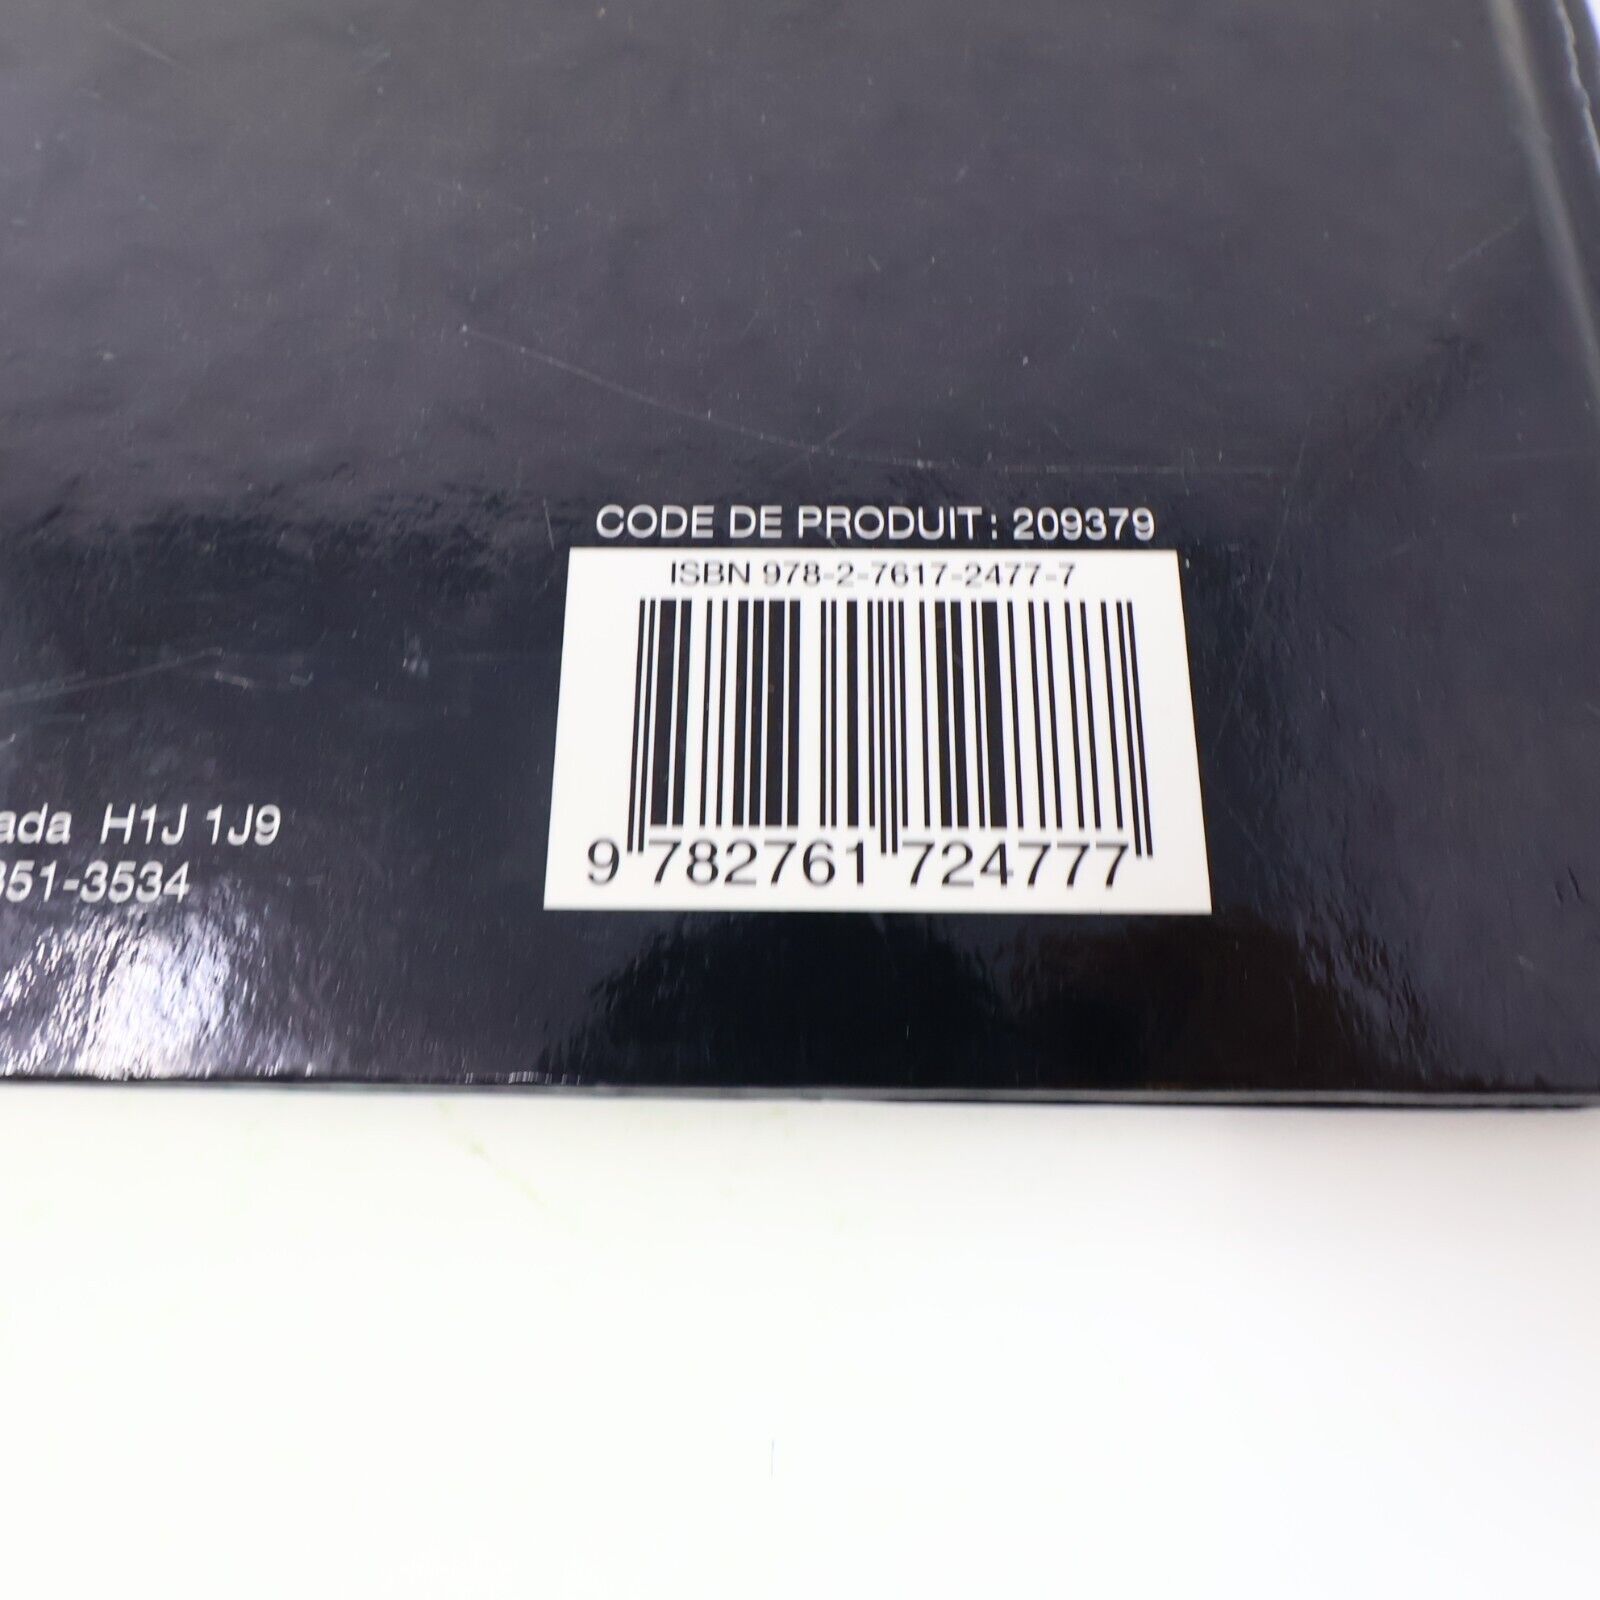 CODE DE PRODUIT : 209379
ISBN 978-2-7617-2477-7
9 782761 724777
ada H1J 1J9
351-3534